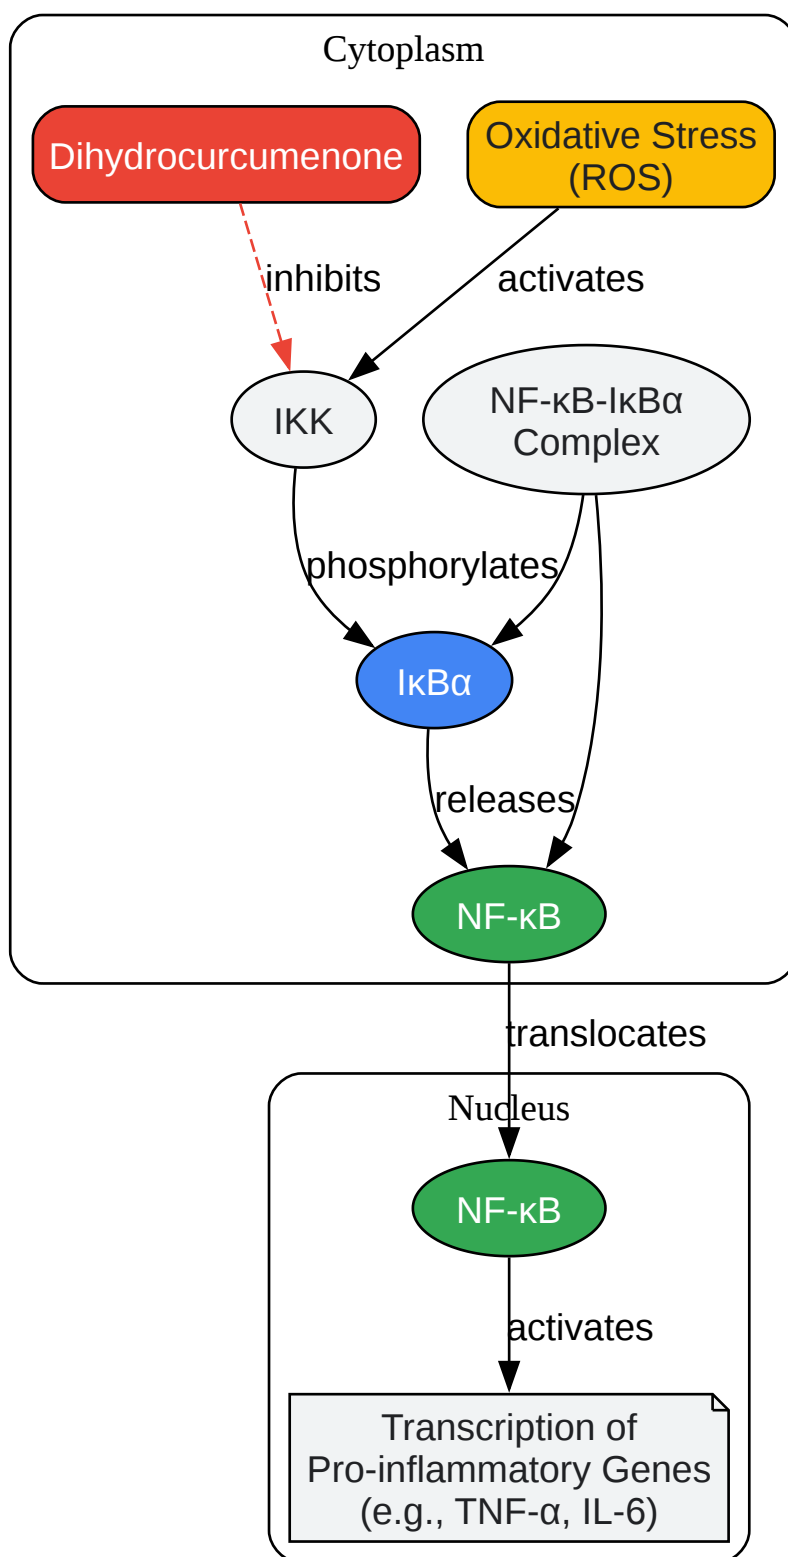 Cytoplasm
Dihydrocurcumenone
Oxidative Stress
(ROS)
inhibits
activates
IKK
NF-κB-IκBα
Complex
phosphorylates
IκBα
releases
NF-κB
translocates
Nucleus
NF-κB
activates
Transcription of
Pro-inflammatory Genes
(e.g., TNF-α, IL-6)